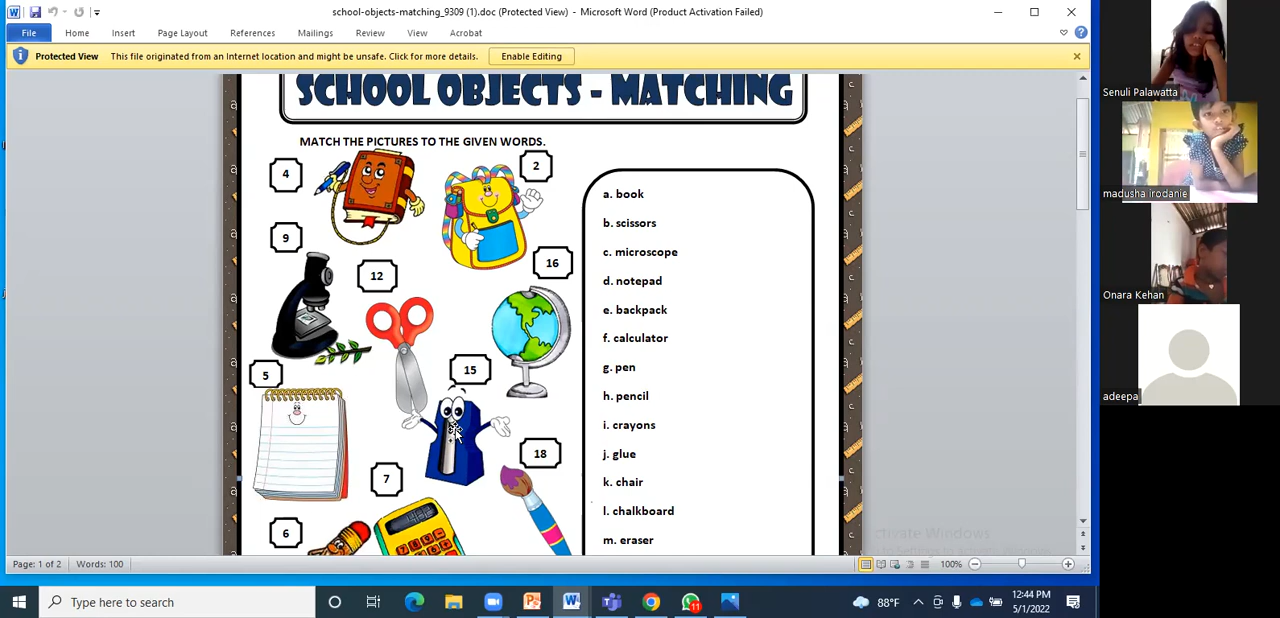 school-objects-matching_9309 (1).doc (Protected View) - Microsoft Word (Product Activation Failed)
File Home Insert Page Layout References Mailings Review View Acrobat
Protected View This file originated from an Internet location and might be unsafe. Click for more details. Enable Editing
SCHOOL OBJECTS - MATCHING
MATCH THE PICTURES TO THE GIVEN WORDS.
4
2
9
12
16
5
15
7
18
6
a. book
b. scissors
c. microscope
d. notepad
e. backpack
f. calculator
g. pen
h. pencil
i. crayons
j. glue
k. chair
l. chalkboard
m. eraser
Senuli Palawatta
madusha irodanie
Onara Kehan
adeepa
Page: 1 of 2 Words: 100
100%
Type here to search
11
88°F
12:44 PM
5/1/2022